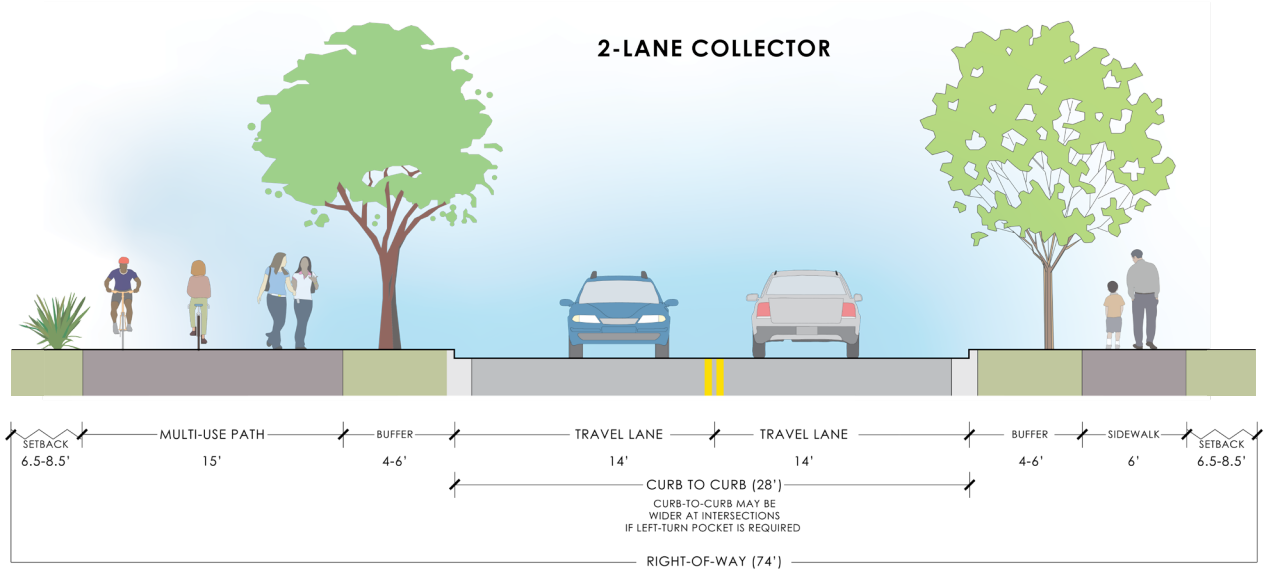 2-LANE COLLECTOR
SETBACK
6.5-8.5'
MULTI-USE PATH
15'
BUFFER
4-6'
TRAVEL LANE
14'
TRAVEL LANE
14'
BUFFER
4-6'
SIDEWALK
6'
SETBACK
6.5-8.5'
CURB TO CURB (28')
CURB-TO-CURB MAY BE
WIDER AT INTERSECTIONS
IF LEFT-TURN POCKET IS REQUIRED
RIGHT-OF-WAY (74')